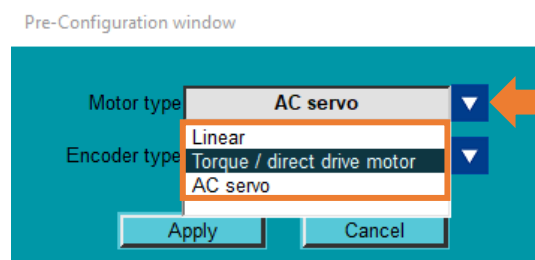 Pre-Configuration window
Motor type AC servo
Linear
Encoder type Torque / direct drive motor
AC servo
Apply Cancel